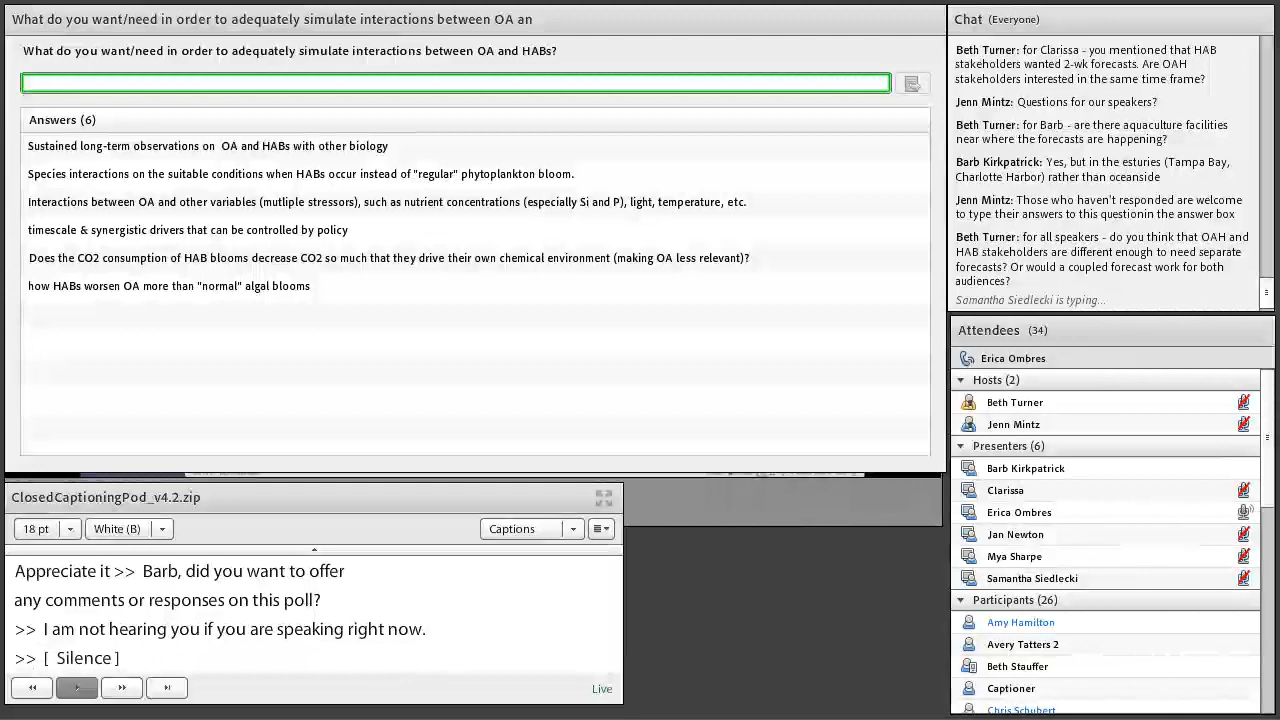 What do you want/need in order to adequately simulate interactions between OA an
What do you want/need in order to adequately simulate interactions between OA and HABs?
Answers (6)
Sustained long-term observations on  OA and HABs with other biology
Species interactions on the suitable conditions when HABs occur instead of "regular" phytoplankton bloom.
Interactions between OA and other variables (mutliple stressors), such as nutrient concentrations (especially Si and P), light, temperature, etc.
timescale & synergistic drivers that can be controlled by policy
Does the CO2 consumption of HAB blooms decrease CO2 so much that they drive their own chemical environment (making OA less relevant)?
how HABs worsen OA more than "normal" algal blooms
ClosedCaptioningPod_v4.2.zip
18 pt
White (B)
Captions
Appreciate it >>  Barb, did you want to offer
any comments or responses on this poll?
>>  I am not hearing you if you are speaking right now.
>>  [  Silence ]
Live
Chat (Everyone)
Beth Turner: for Clarissa - you mentioned that HAB
stakeholders wanted 2-wk forecasts. Are OAH
stakeholders interested in the same time frame?
Jenn Mintz: Questions for our speakers?
Beth Turner: for Barb - are there aquaculture facilities
near where the forecasts are happening?
Barb Kirkpatrick: Yes, but in the esturies (Tampa Bay,
Charlotte Harbor) rather than oceanside
Jenn Mintz: Those who haven't responded are welcome
to type their answers to this questionin the answer box
Beth Turner: for all speakers - do you think that OAH and
HAB stakeholders are different enough to need separate
forecasts? Or would a coupled forecast work for both
audiences?
Samantha Siedlecki is typing...
Attendees (34)
Erica Ombres
Hosts (2)
Beth Turner
Jenn Mintz
Presenters (6)
Barb Kirkpatrick
Clarissa
Erica Ombres
Jan Newton
Mya Sharpe
Samantha Siedlecki
Participants (26)
Amy Hamilton
Avery Tatters 2
Beth Stauffer
Captioner
Chris Schubert